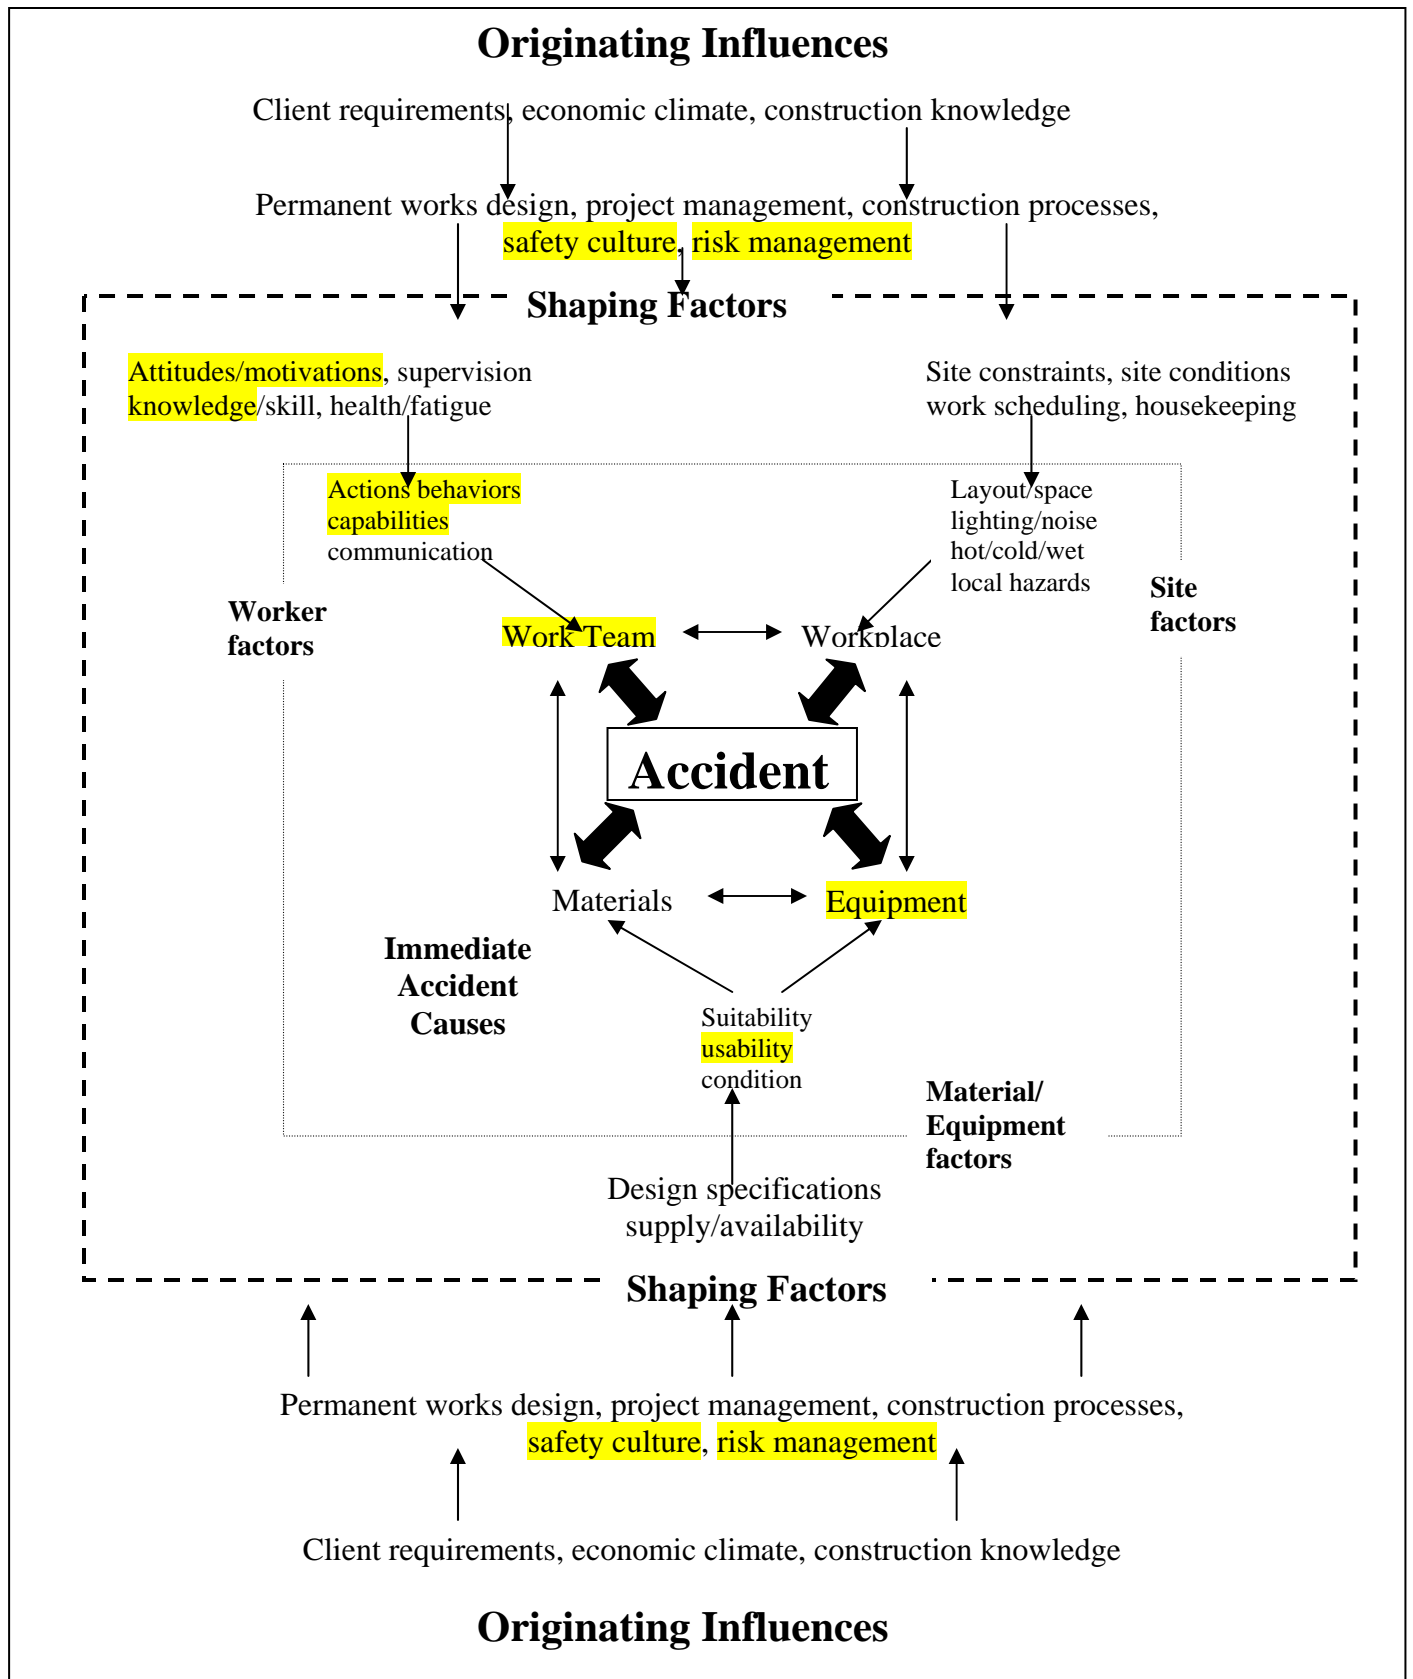 Originating Influences
Client requirements, economic climate, construction knowledge
Permanent works design, project management, construction processes,
safety culture, risk management
Shaping Factors
Attitudes/motivations, supervision
knowledge/skill, health/fatigue
Site constraints, site conditions
work scheduling, housekeeping
Actions behaviors
capabilities
communication
Layout/space
lighting/noise
hot/cold/wet
local hazards
Worker
factors
Site
factors
Work Team
Workplace
Accident
Materials
Equipment
Immediate
Accident
Causes
Suitability
usability
condition
Material/
Equipment
factors
Design specifications
supply/availability
Shaping Factors
Permanent works design, project management, construction processes,
safety culture, risk management
Client requirements, economic climate, construction knowledge
Originating Influences